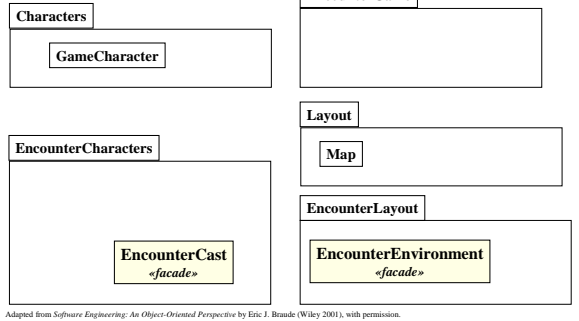 Characters
GameCharacter
Layout
Map
EncounterCharacters
EncounterLayout
EncounterCast
«facade»
EncounterEnvironment
«facade»
Adapted from Software Engineering: An Object-Oriented Perspective by Eric J. Braude (Wiley 2001), with permission.